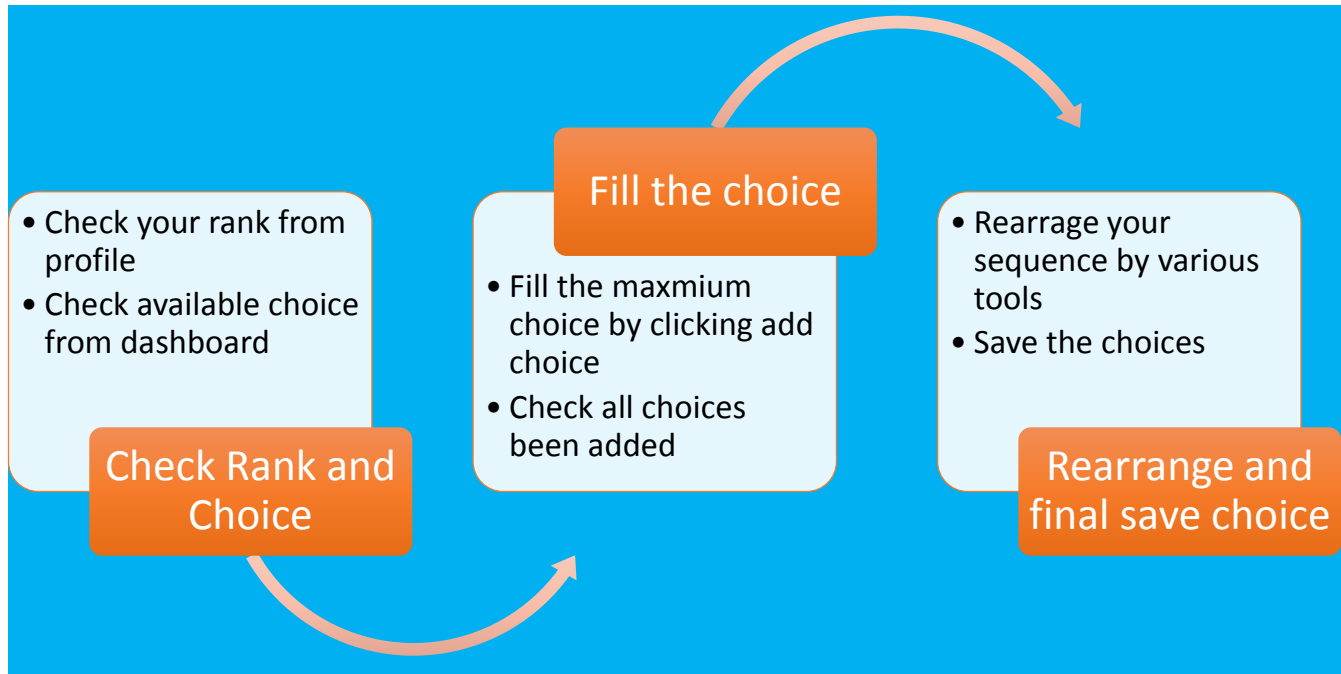 • Check your rank from
profile
• Check available choice
from dashboard
Check Rank and
Choice
Fill the choice
• Fill the maxmium
choice by clicking add
choice
• Check all choices
been added
• Rearrage your
sequence by various
tools
• Save the choices
Rearrange and
final save choice